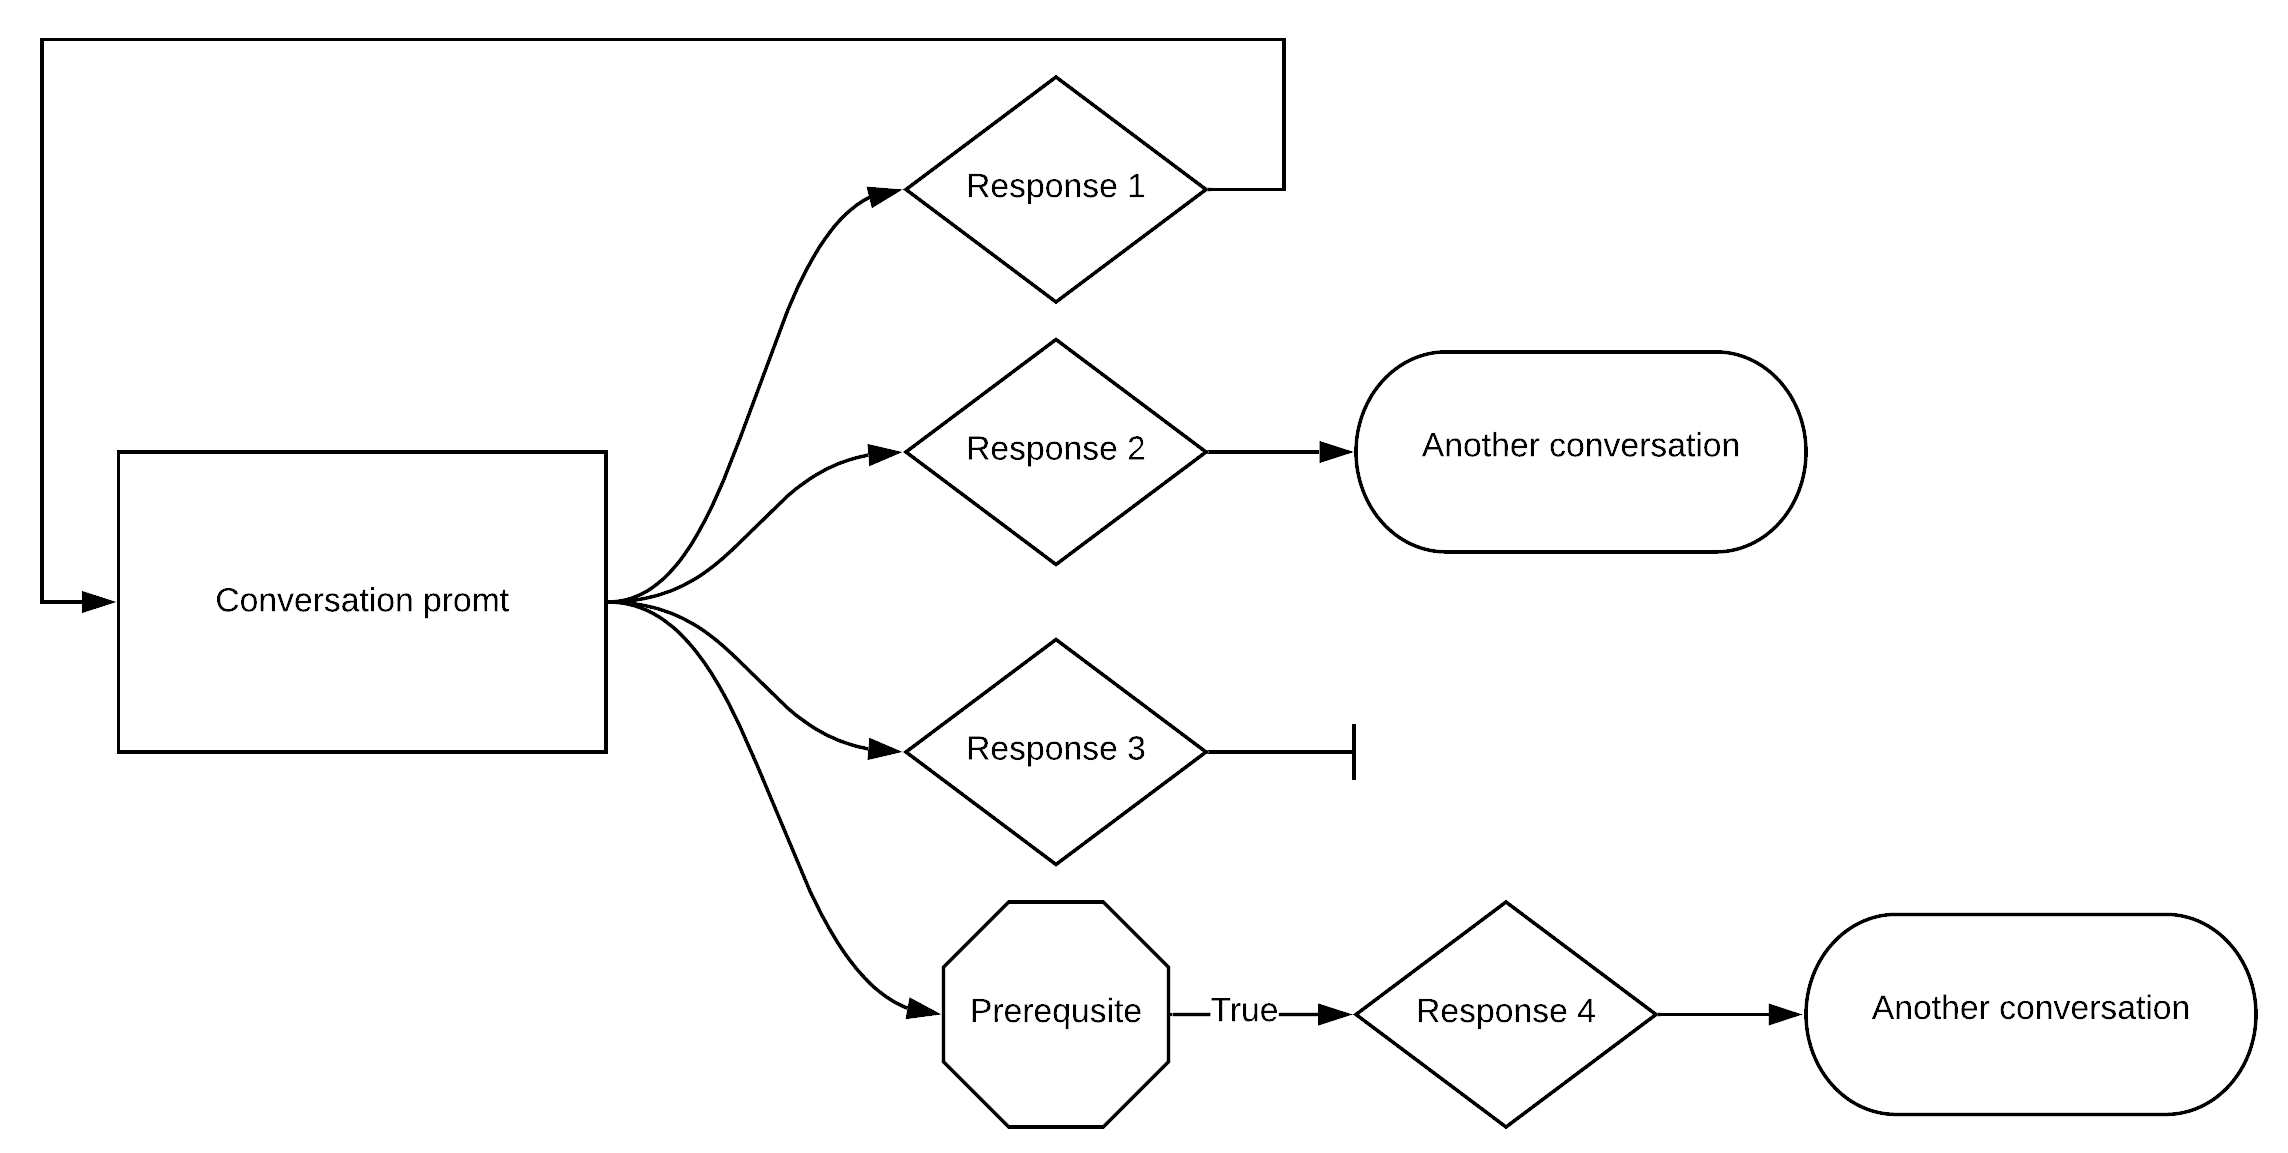 Response 1
Response 2
Another conversation
Conversation promt
Response 3
Prerequsite
True
Response 4
Another conversation